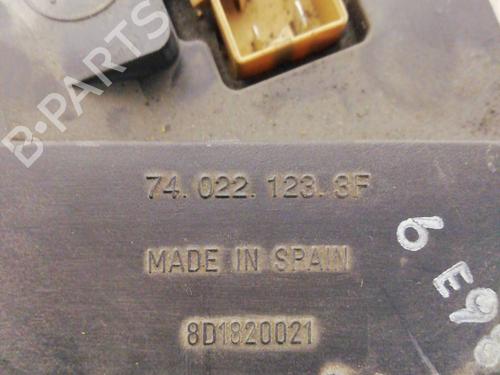 B-PARTS
74.022.123.3F
MADE IN SPAIN
8D1820021